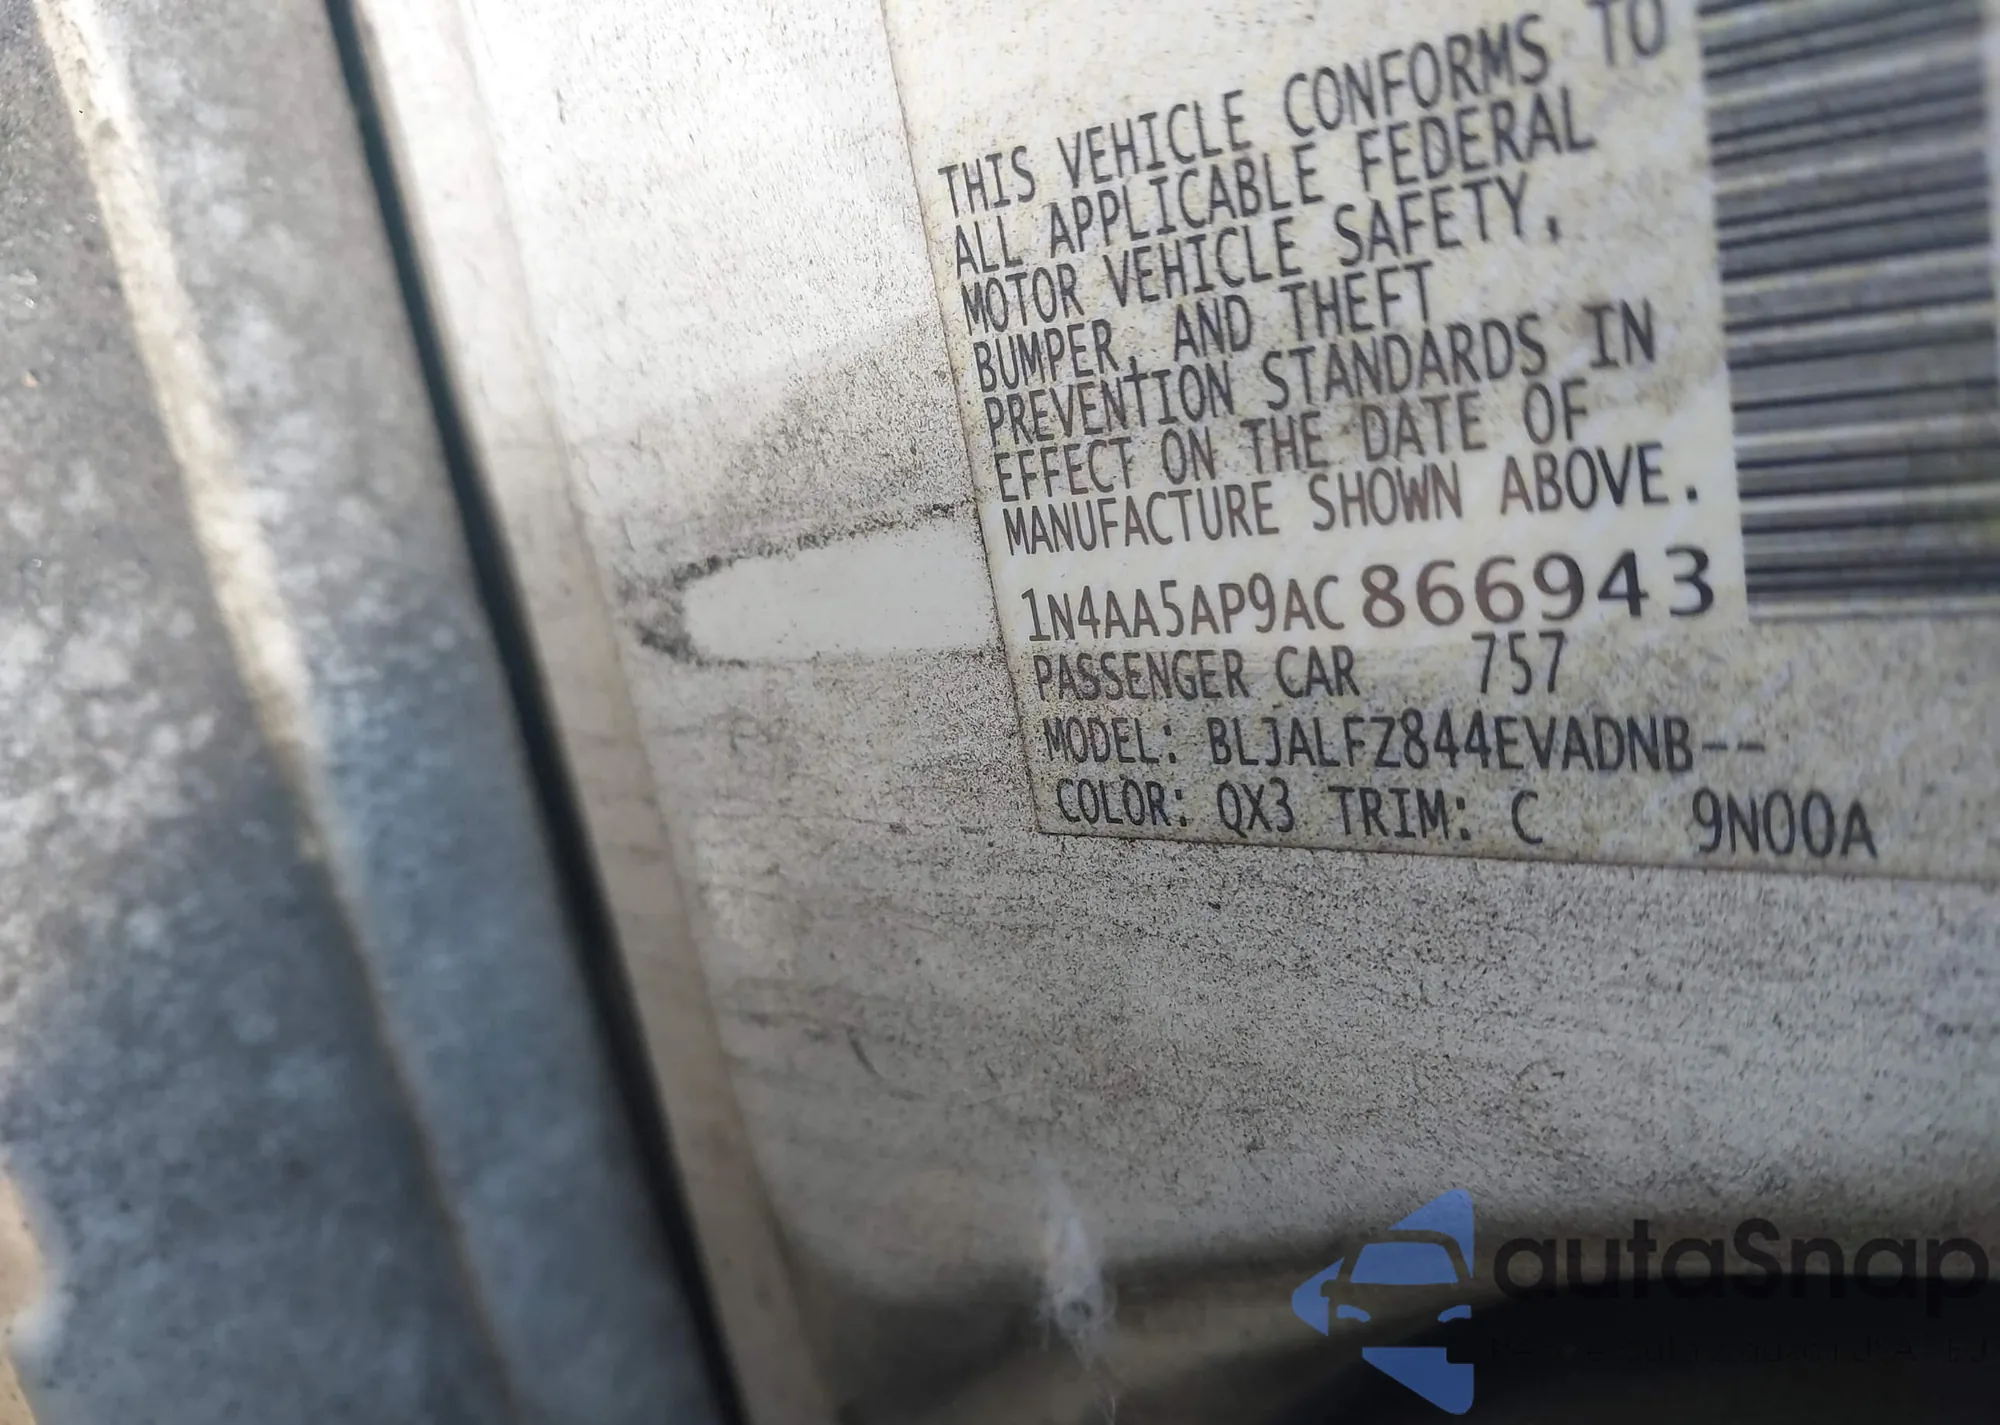 THIS VEHICLE CONFORMS TO
ALL APPLICABLE FEDERAL
MOTOR VEHICLE SAFETY,
BUMPER, AND THEFT
PREVENTION STANDARDS IN
EFFECT ON THE DATE OF
MANUFACTURE SHOWN ABOVE.
1N4AA5AP9AC866943
PASSENGER CAR 757
MODEL: BLJALFZ844EVADNB--
COLOR: QX3 TRIM: C 9N00A
autaSnap